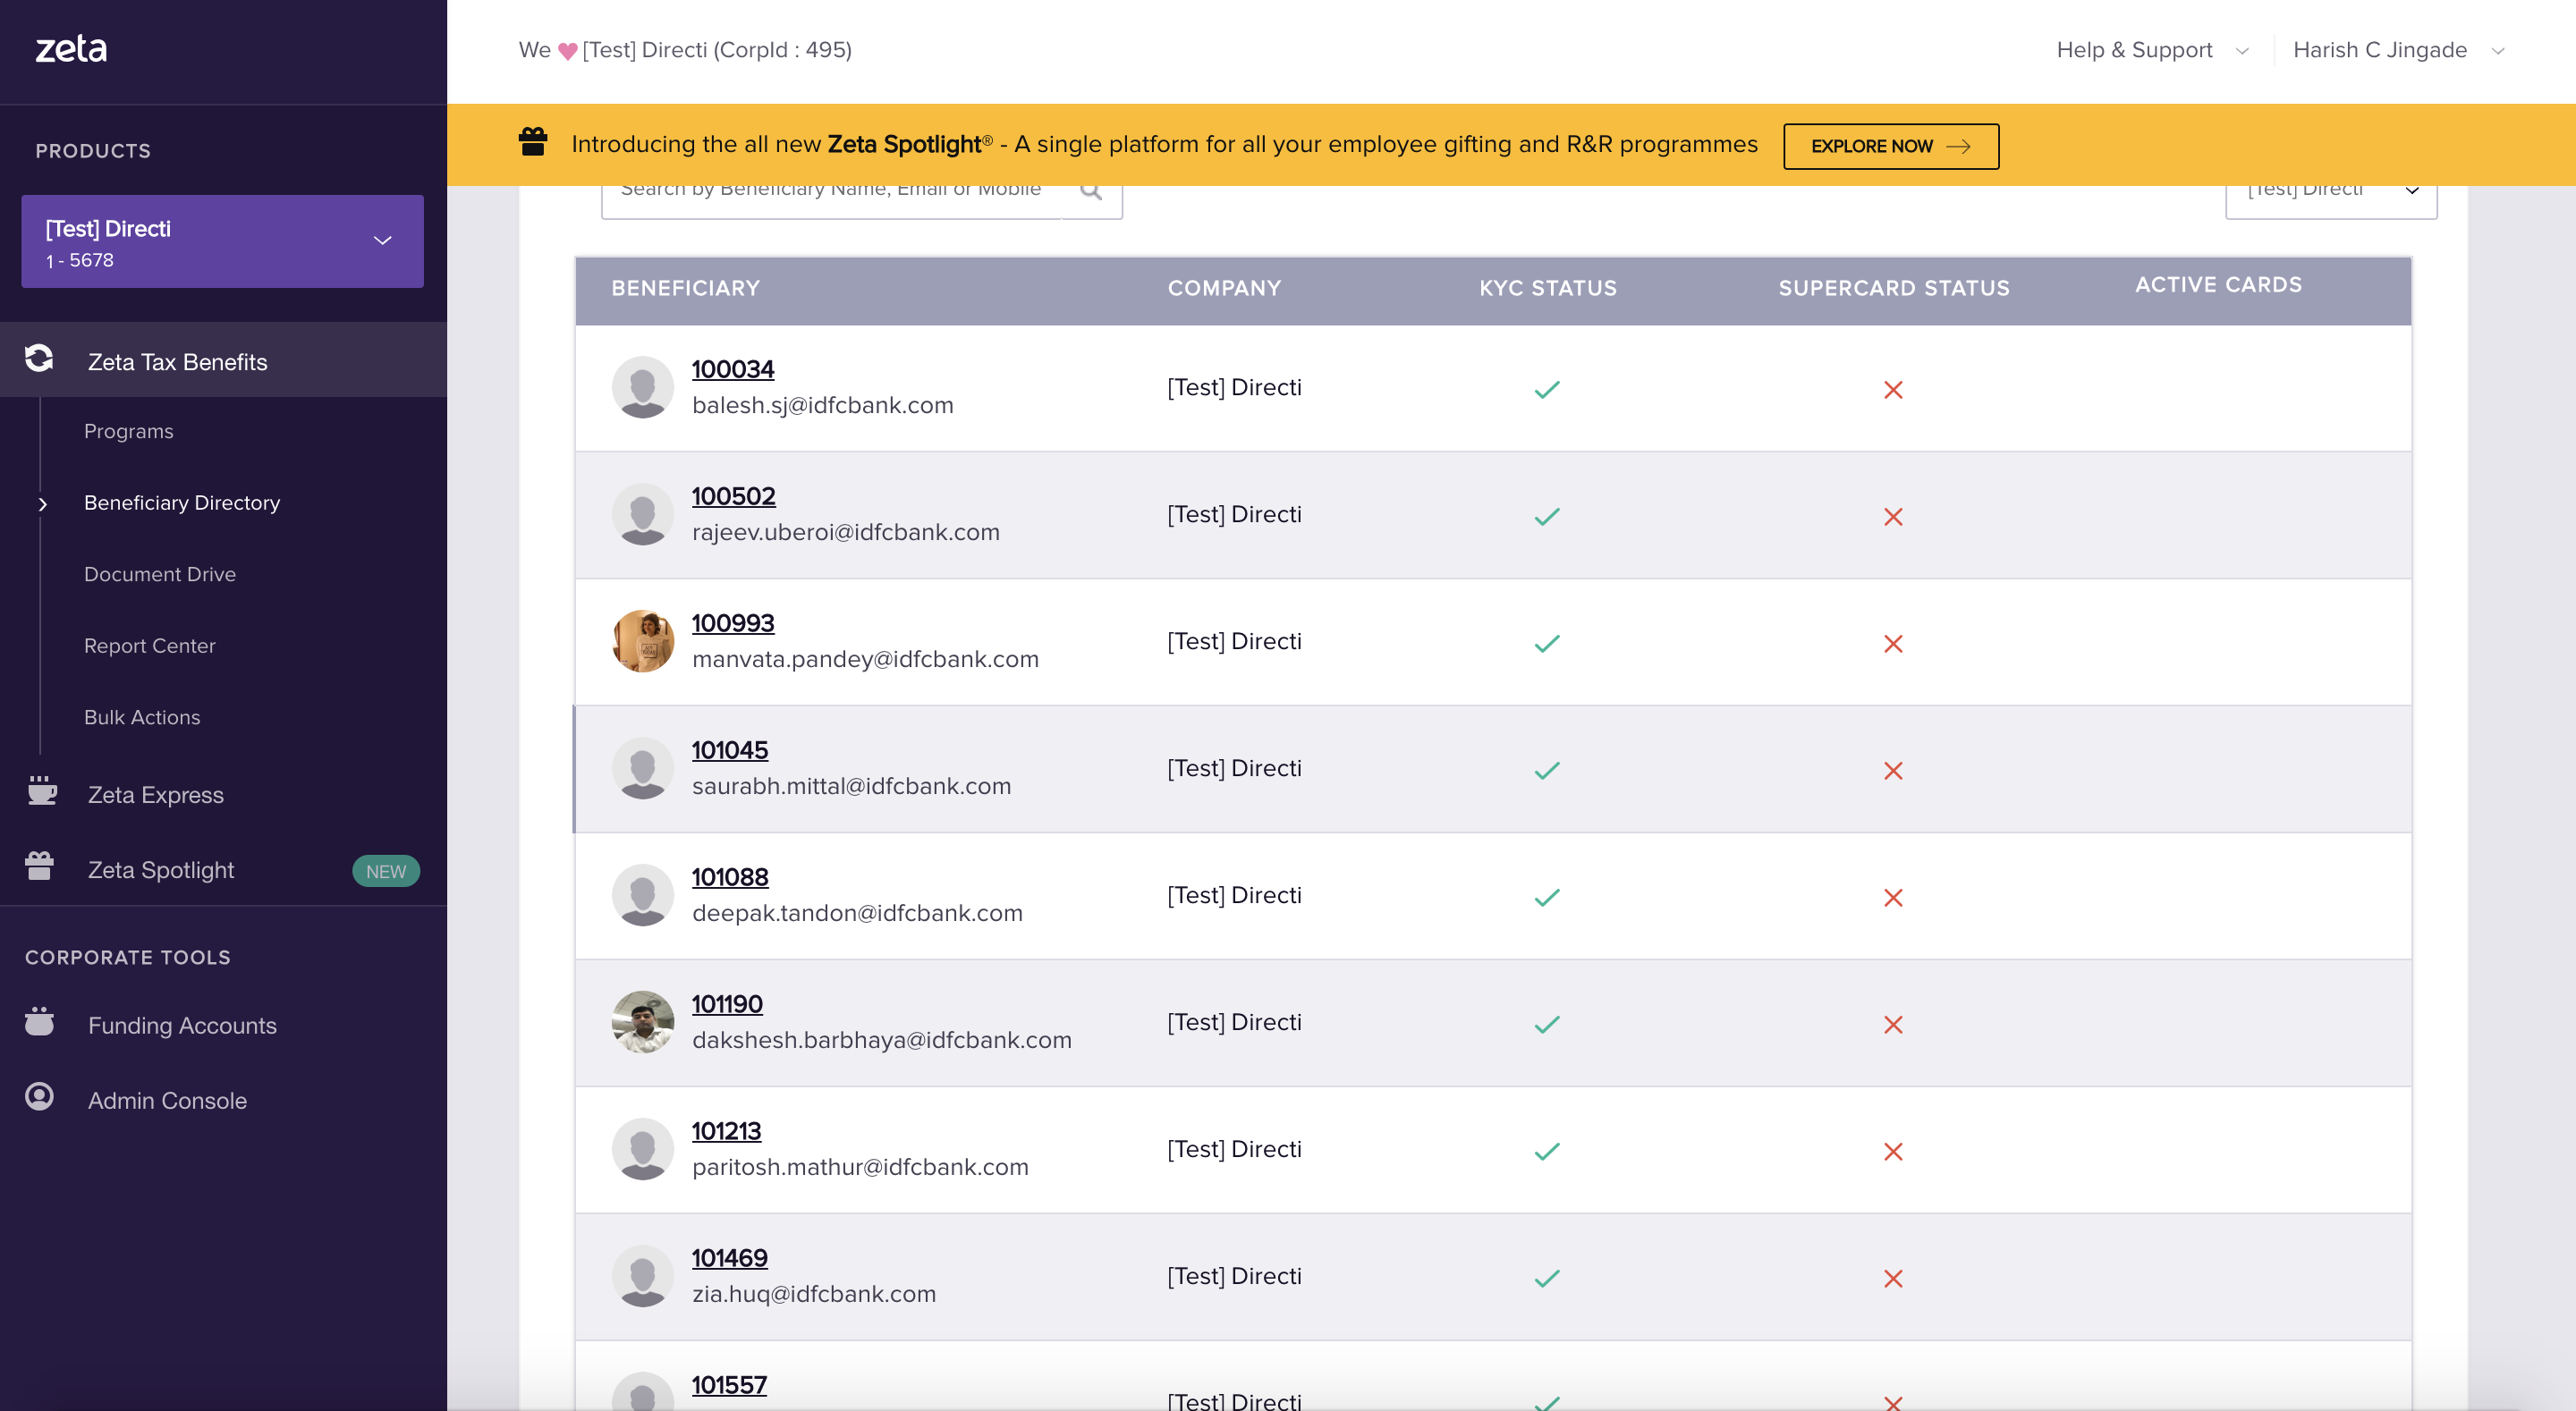 zeta
PRODUCTS
[Test] Directi
1 - 5678
Zeta Tax Benefits
Programs
Beneficiary Directory
Document Drive
Report Center
Bulk Actions
Zeta Express
Zeta Spotlight NEW
CORPORATE TOOLS
Funding Accounts
Admin Console
We [Test] Directi (CorpId : 495)
Help & Support Harish C Jingade
Introducing the all new Zeta Spotlight® - A single platform for all your employee gifting and R&R programmes EXPLORE NOW
Search by Beneficiary Name, Email or Mobile [Test] Directi
BENEFICIARY COMPANY KYC STATUS SUPERCARD STATUS ACTIVE CARDS
100034
balesh.sj@idfcbank.com [Test] Directi
100502
rajeev.uberoi@idfcbank.com [Test] Directi
100993
manvata.pandey@idfcbank.com [Test] Directi
101045
saurabh.mittal@idfcbank.com [Test] Directi
101088
deepak.tandon@idfcbank.com [Test] Directi
101190
dakshesh.barbhaya@idfcbank.com [Test] Directi
101213
paritosh.mathur@idfcbank.com [Test] Directi
101469
zia.huq@idfcbank.com [Test] Directi
101557
[Test] Directi